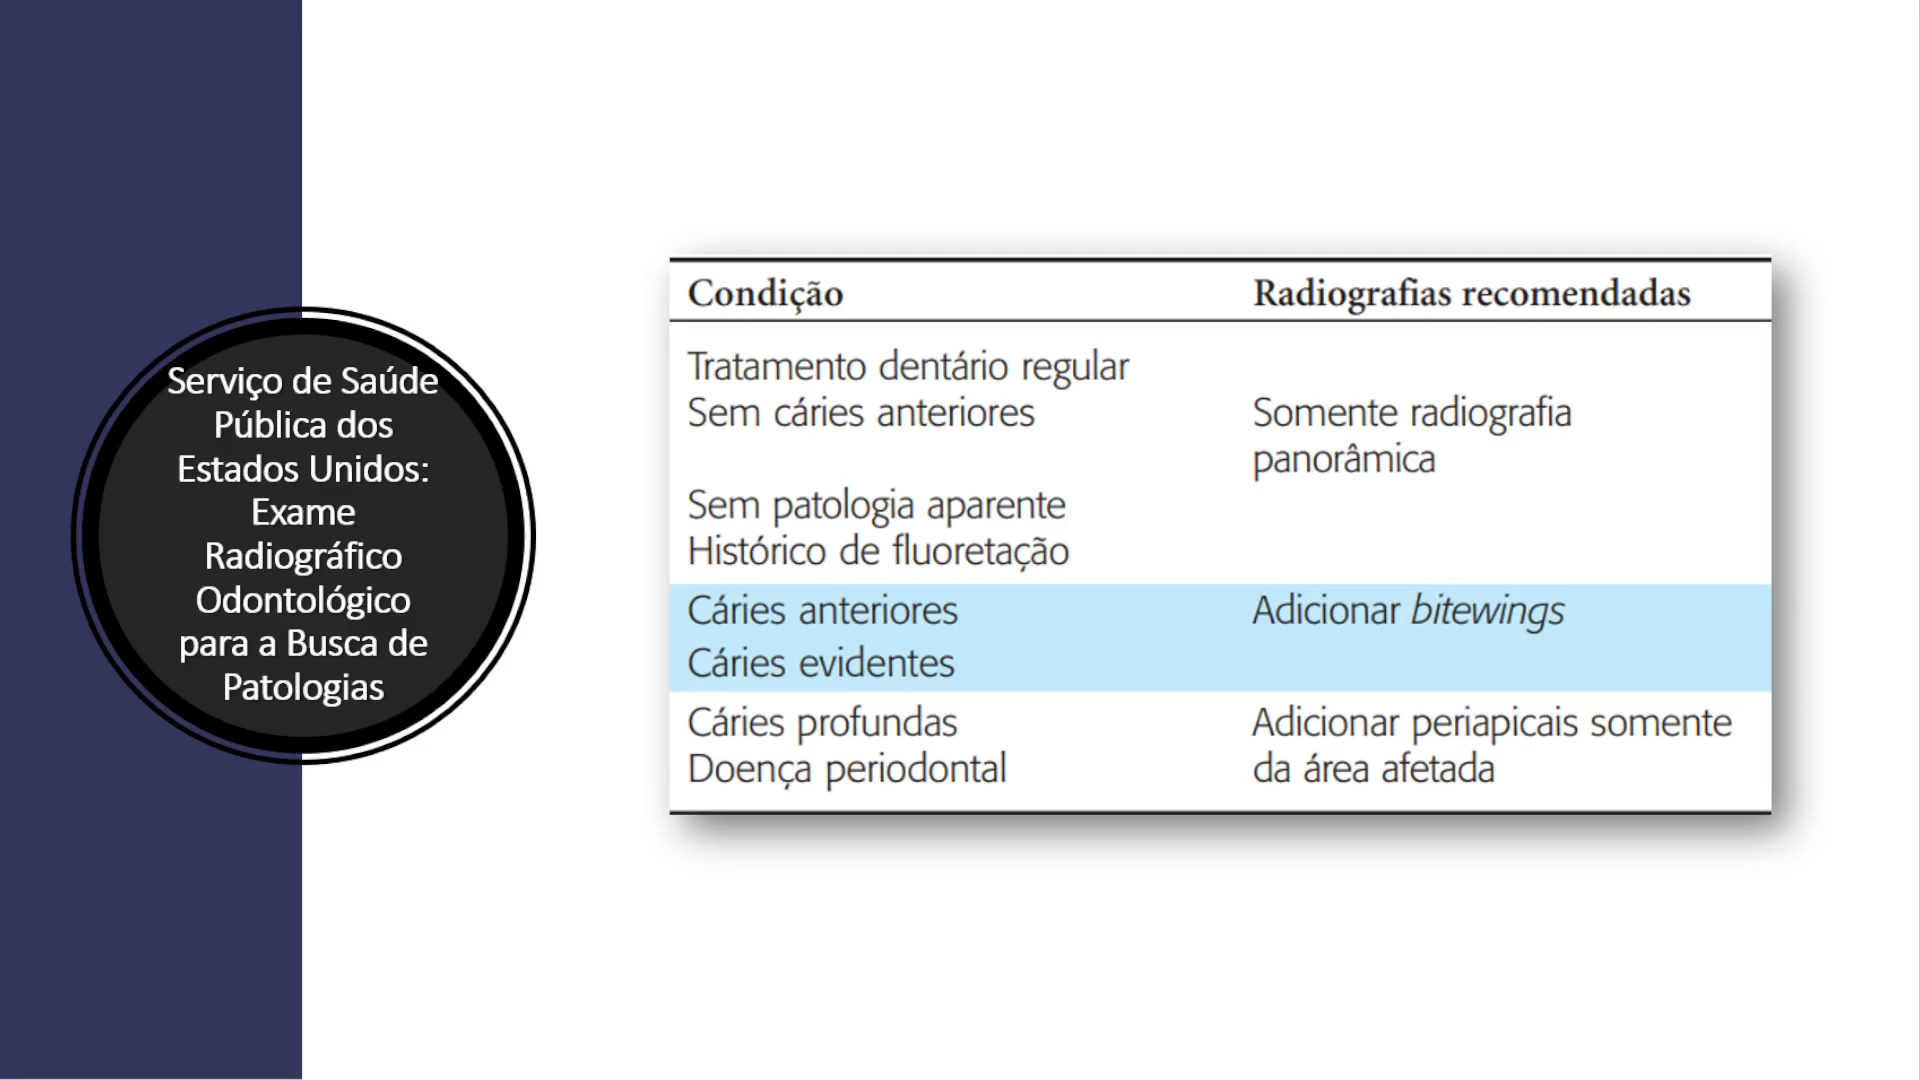 Serviço de Saúde
Pública dos
Estados Unidos:
Exame
Radiográfico
Odontológico
para a Busca de
Patologias
Condição
Radiografias recomendadas
Tratamento dentário regular
Sem cáries anteriores
Somente radiografia
panorâmica
Sem patologia aparente
Histórico de fluoretação
Cáries anteriores
Adicionar bitewings
Cáries evidentes
Cáries profundas
Adicionar periapicais somente
Doença periodontal
da área afetada